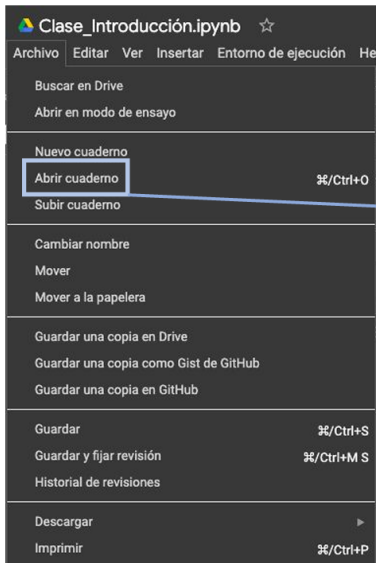 Clase_Introducción.ipynb
Archivo Editar Ver Insertar Entorno de ejecución He
Buscar en Drive
Abrir en modo de ensayo
Nuevo cuaderno
Abrir cuaderno ⌘/Ctrl+O
Subir cuaderno
Cambiar nombre
Mover
Mover a la papelera
Guardar una copia en Drive
Guardar una copia como Gist de GitHub
Guardar una copia en GitHub
Guardar ⌘/Ctrl+S
Guardar y fijar revisión ⌘/Ctrl+M S
Historial de revisiones
Descargar
Imprimir ⌘/Ctrl+P